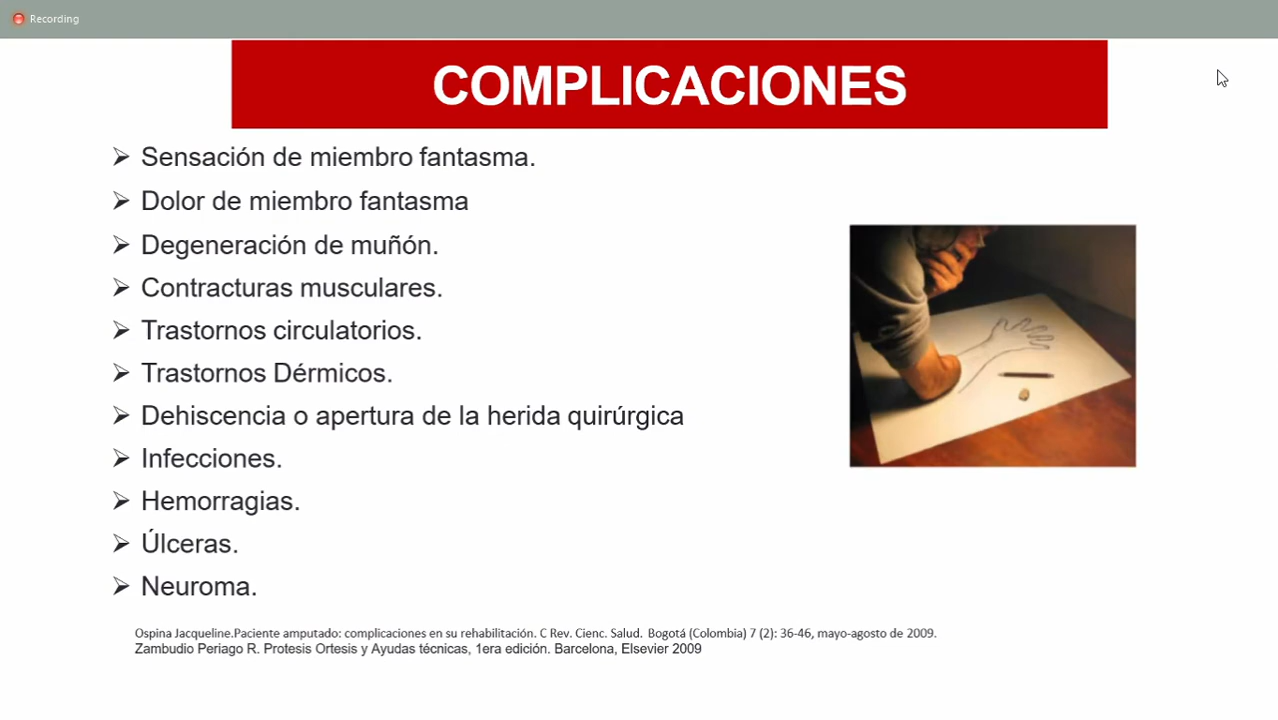 Recording
COMPLICACIONES
➢ Sensación de miembro fantasma.
➢ Dolor de miembro fantasma
➢ Degeneración de muñón.
➢ Contracturas musculares.
➢ Trastornos circulatorios.
➢ Trastornos Dérmicos.
➢ Dehiscencia o apertura de la herida quirúrgica
➢ Infecciones.
➢ Hemorragias.
➢ Úlceras.
➢ Neuroma.
Ospina Jacqueline.Paciente amputado: complicaciones en su rehabilitación. C Rev. Cienc. Salud. Bogotá (Colombia) 7 (2): 36-46, mayo-agosto de 2009.
Zambudio Periago R. Protesis Ortesis y Ayudas técnicas, 1era edición. Barcelona, Elsevier 2009